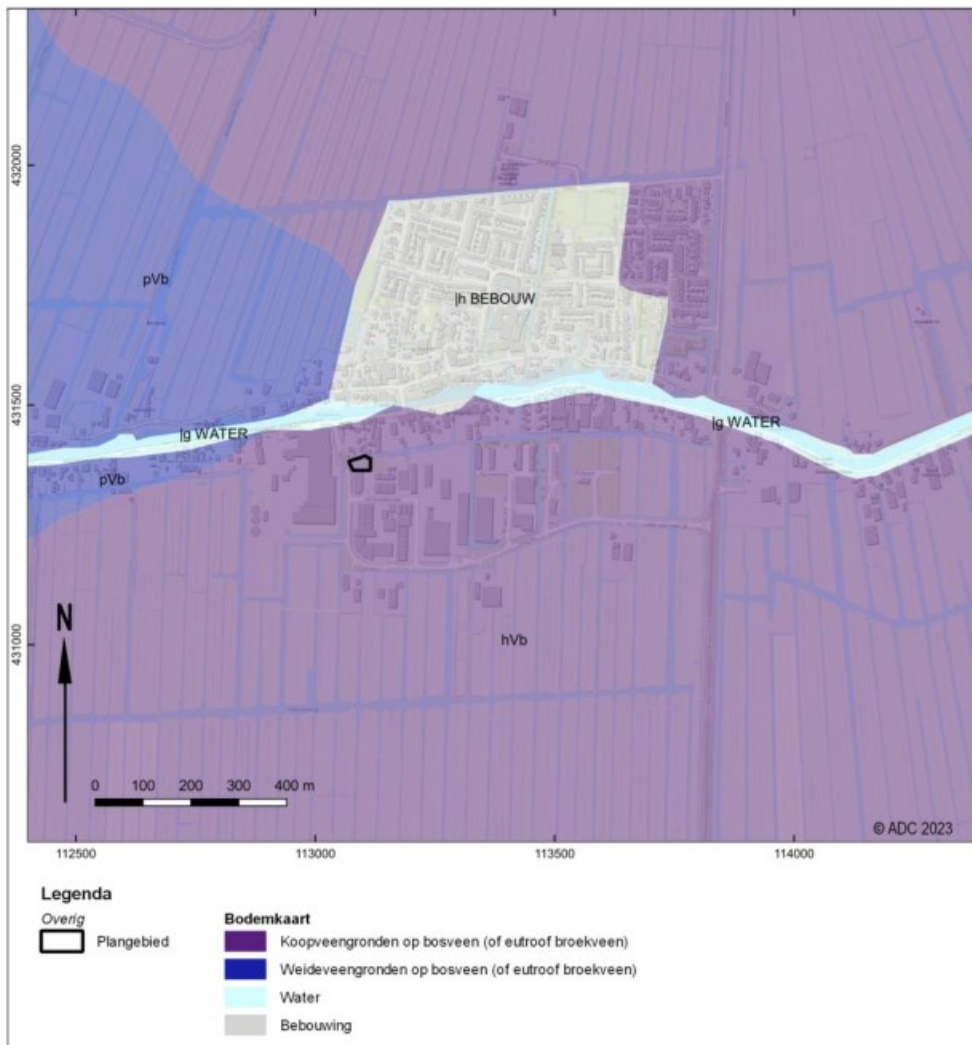 432000
pVb
|h BEBOUW
431500
|g WATER
|g WATER
pVb
N
431000
hVb
0 100 200 300 400 m
© ADC 2023
112500 113000 113500 114000
Legenda
Overig
Plangebied
Bodemkaart
Koopveengronden op bosveen (of eutroof broekveen)
Weideveengronden op bosveen (of eutroof broekveen)
Water
Bebouwing